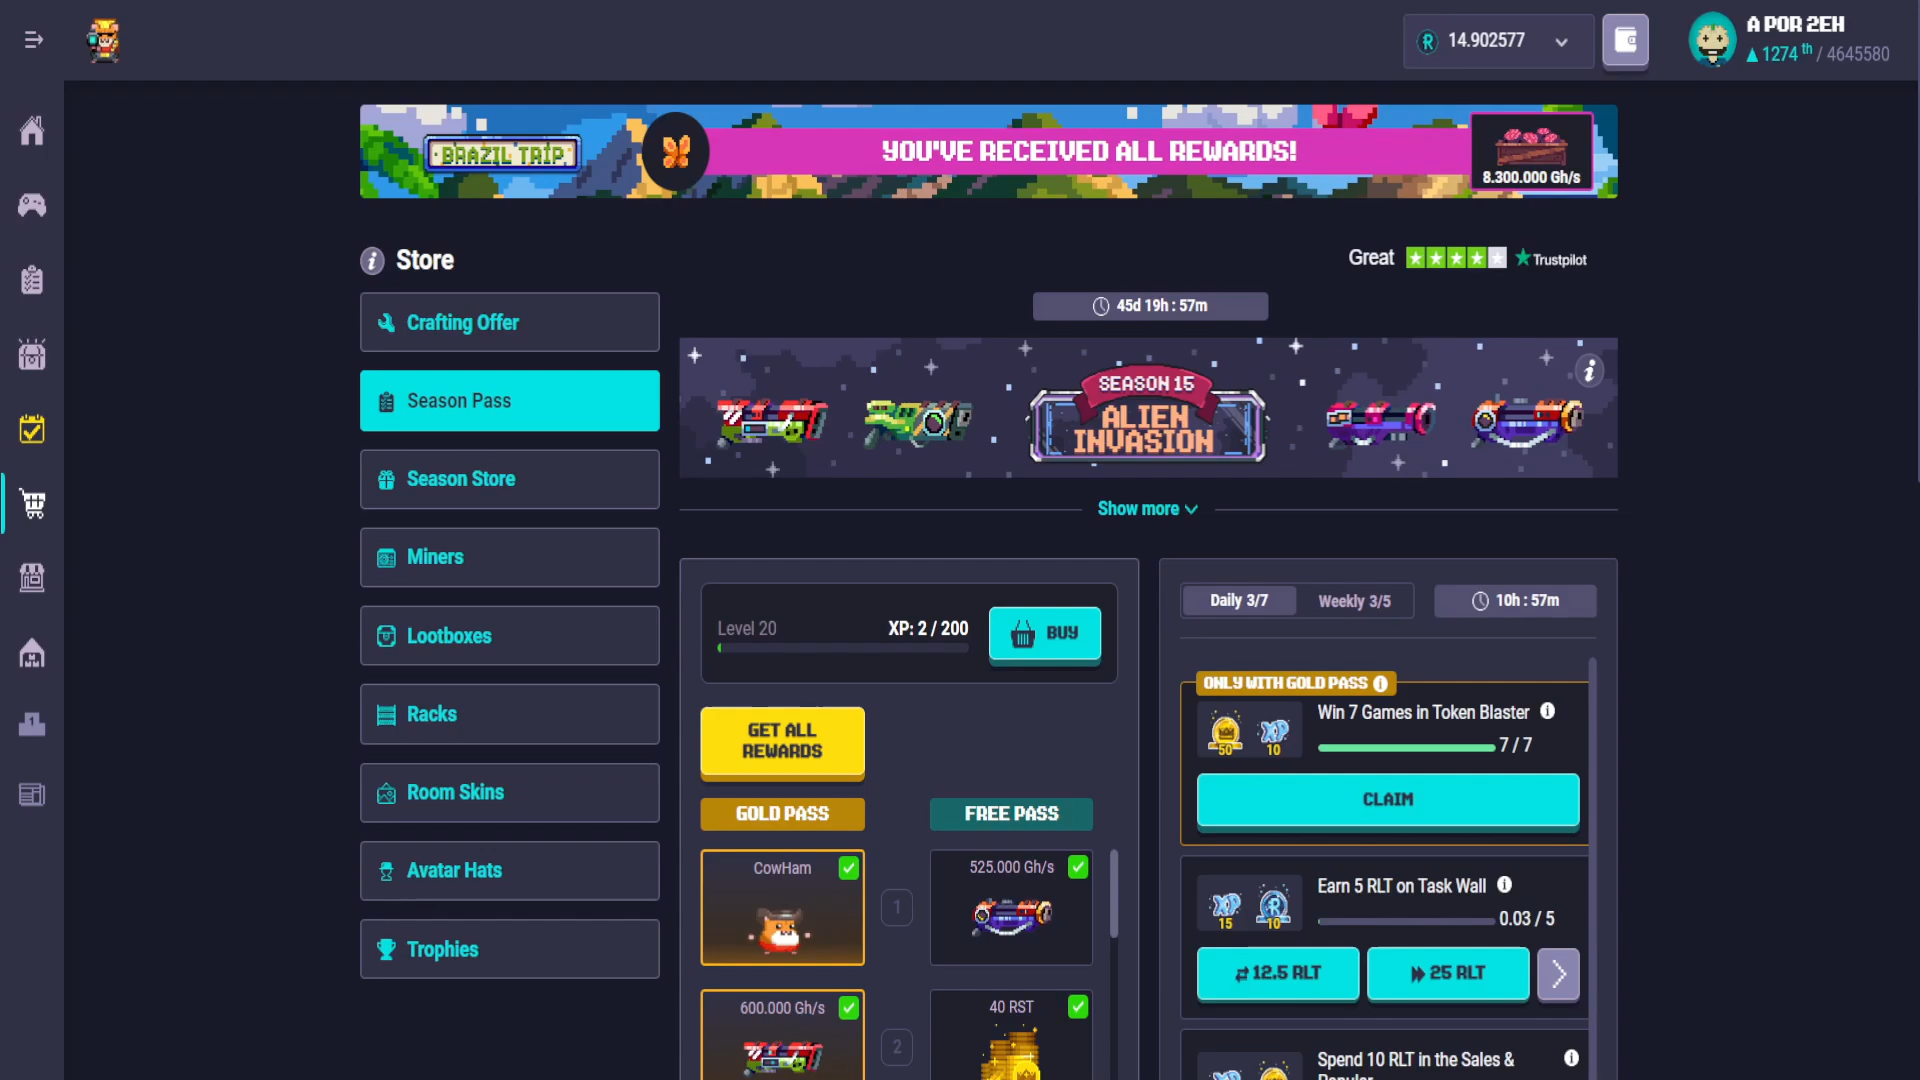 14.902577
A POR 2EH
▲1274 th / 4645580
BRAZIL TRIP
YOU'VE RECEIVED ALL REWARDS!
8.300.000 Gh/s
Store
Great
Trustpilot
Crafting Offer
Season Pass
Season Store
Miners
Lootboxes
Racks
Room Skins
Avatar Hats
Trophies
45d 19h : 57m
SEASON 15
ALIEN
INVASION
Show more
Level 20
XP: 2 / 200
BUY
GET ALL
REWARDS
GOLD PASS
FREE PASS
CowHam
1
525.000 Gh/s
600.000 Gh/s
2
40 RST
Daily 3/7
Weekly 3/5
10h : 57m
ONLY WITH GOLD PASS
50
XP
10
Win 7 Games in Token Blaster
7 / 7
CLAIM
XP
15
10
Earn 5 RLT on Task Wall
0.03 / 5
12.5 RLT
25 RLT
Spend 10 RLT in the Sales &